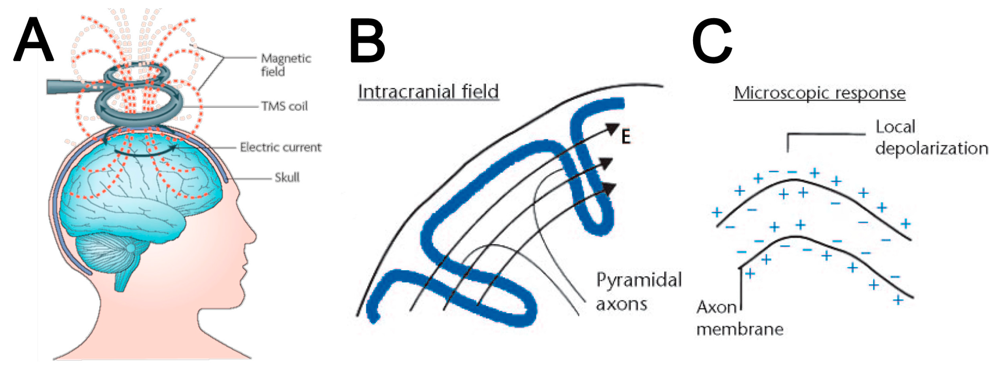 A
Magnetic
field
TMS coil
Electric current
Skull
B
Intracranial field
E
Pyramidal
axons
C
Microscopic response
Local
depolarization
Axon
membrane